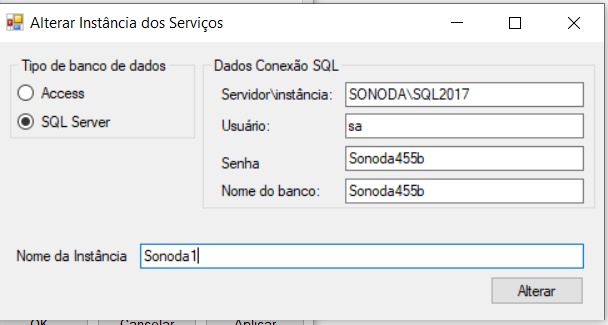 Alterar Instância dos Serviços
Tipo de banco de dados
Access
SQL Server
Dados Conexão SQL
Servidor\instância: SONODA\SQL2017
Usuário: sa
Senha Sonoda455b
Nome do banco: Sonoda455b
Nome da Instância Sonoda1
Alterar
OK Cancelar Aplicar